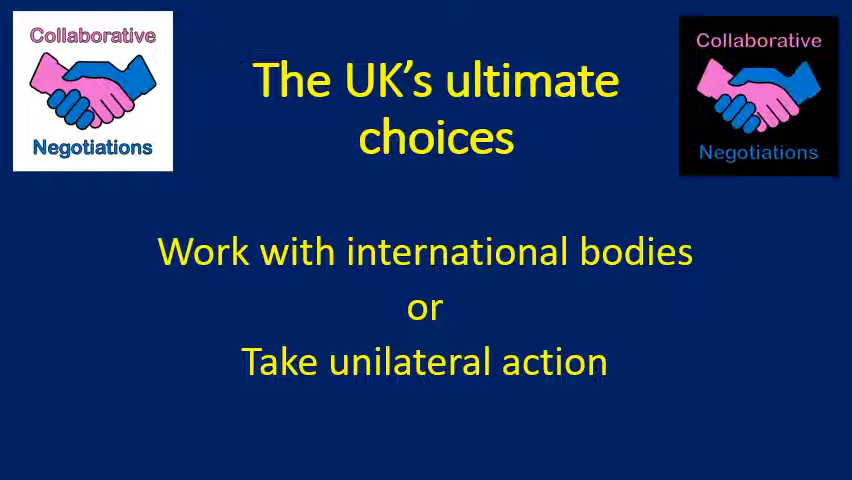 Collaborative
Negotiations
The UK's ultimate
choices
Collaborative
Negotiations
Work with international bodies
or
Take unilateral action